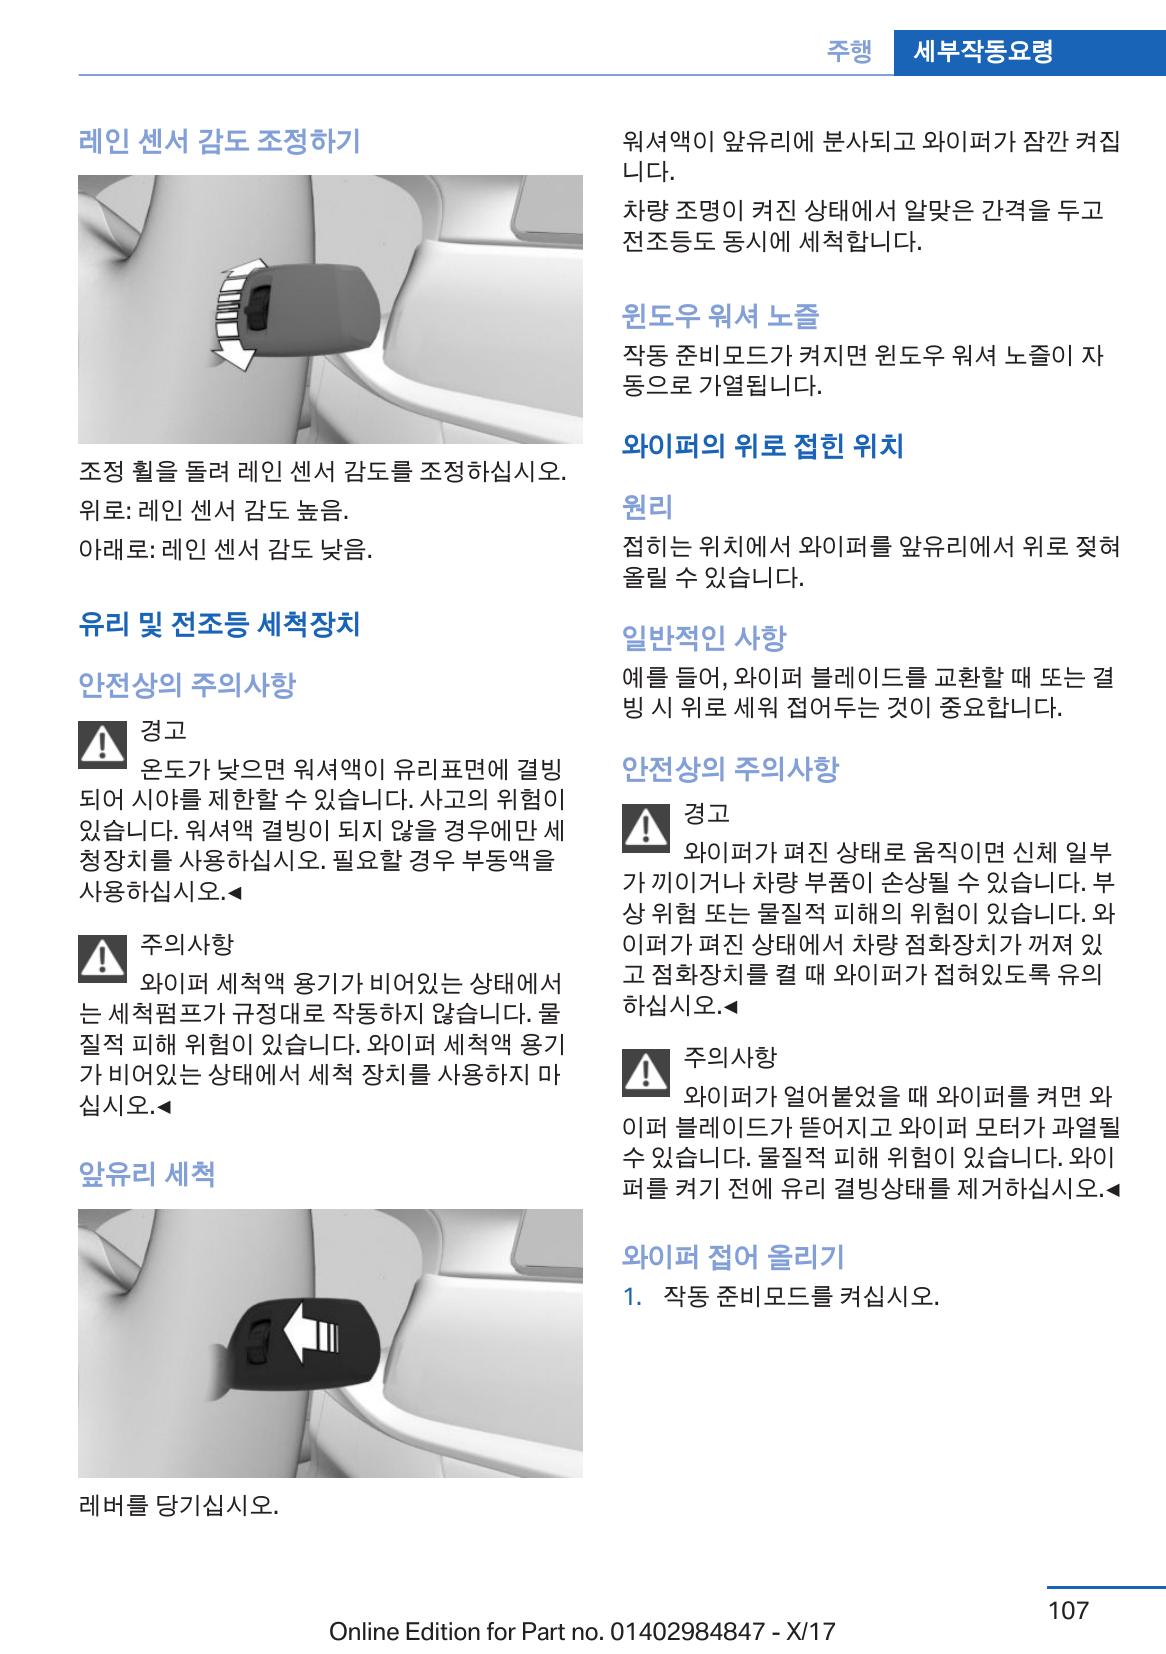 주행
세부작동요령
레인 센서 감도 조정하기
조정 휠을 돌려 레인 센서 감도를 조정하십시오.
위로: 레인 센서 감도 높음.
아래로: 레인 센서 감도 낮음.
유리 및 전조등 세척장치
안전상의 주의사항
경고
온도가 낮으면 워셔액이 유리표면에 결빙
되어 시야를 제한할 수 있습니다. 사고의 위험이
있습니다. 워셔액 결빙이 되지 않을 경우에만 세
청장치를 사용하십시오. 필요할 경우 부동액을
사용하십시오.◄
주의사항
와이퍼 세척액 용기가 비어있는 상태에서
는 세척펌프가 규정대로 작동하지 않습니다. 물
질적 피해 위험이 있습니다. 와이퍼 세척액 용기
가 비어있는 상태에서 세척 장치를 사용하지 마
십시오.◄
앞유리 세척
레버를 당기십시오.
워셔액이 앞유리에 분사되고 와이퍼가 잠깐 켜집
니다.
차량 조명이 켜진 상태에서 알맞은 간격을 두고
전조등도 동시에 세척합니다.
윈도우 워셔 노즐
작동 준비모드가 켜지면 윈도우 워셔 노즐이 자
동으로 가열됩니다.
와이퍼의 위로 접힌 위치
원리
접히는 위치에서 와이퍼를 앞유리에서 위로 젖혀
올릴 수 있습니다.
일반적인 사항
예를 들어, 와이퍼 블레이드를 교환할 때 또는 결
빙 시 위로 세워 접어두는 것이 중요합니다.
안전상의 주의사항
경고
와이퍼가 펴진 상태로 움직이면 신체 일부
가 끼이거나 차량 부품이 손상될 수 있습니다. 부
상 위험 또는 물질적 피해의 위험이 있습니다. 와
이퍼가 펴진 상태에서 차량 점화장치가 꺼져 있
고 점화장치를 켤 때 와이퍼가 접혀있도록 유의
하십시오.◄
주의사항
와이퍼가 얼어붙었을 때 와이퍼를 켜면 와
이퍼 블레이드가 뜯어지고 와이퍼 모터가 과열될
수 있습니다. 물질적 피해 위험이 있습니다. 와이
퍼를 켜기 전에 유리 결빙상태를 제거하십시오.◄
와이퍼 접어 올리기
1. 작동 준비모드를 켜십시오.
107
Online Edition for Part no. 01402984847 - X/17